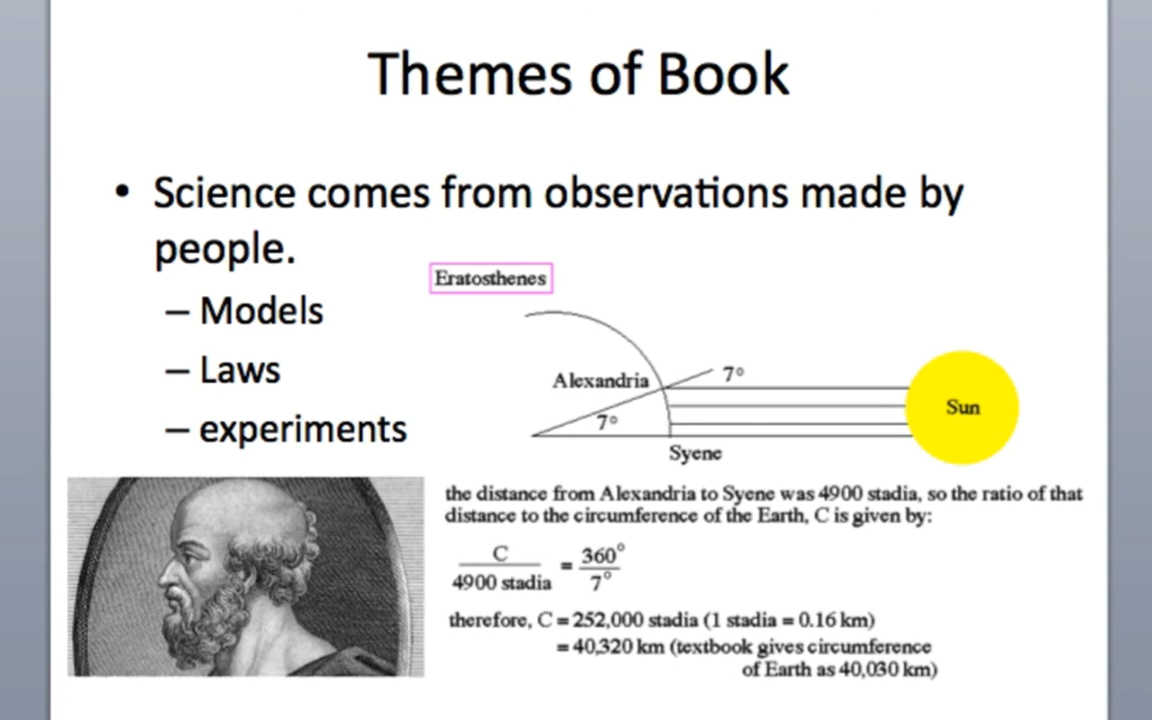 Themes of Book
• Science comes from observations made by
people.
– Models
– Laws
– experiments
Eratosthenes
Alexandria
7°
7°
Sun
Syene
the distance from Alexandria to Syene was 4900 stadia, so the ratio of that
distance to the circumference of the Earth, C is given by:
C / 4900 stadia = 360° / 7°
therefore, C = 252,000 stadia (1 stadia = 0.16 km)
= 40,320 km (textbook gives circumference
of Earth as 40,030 km)